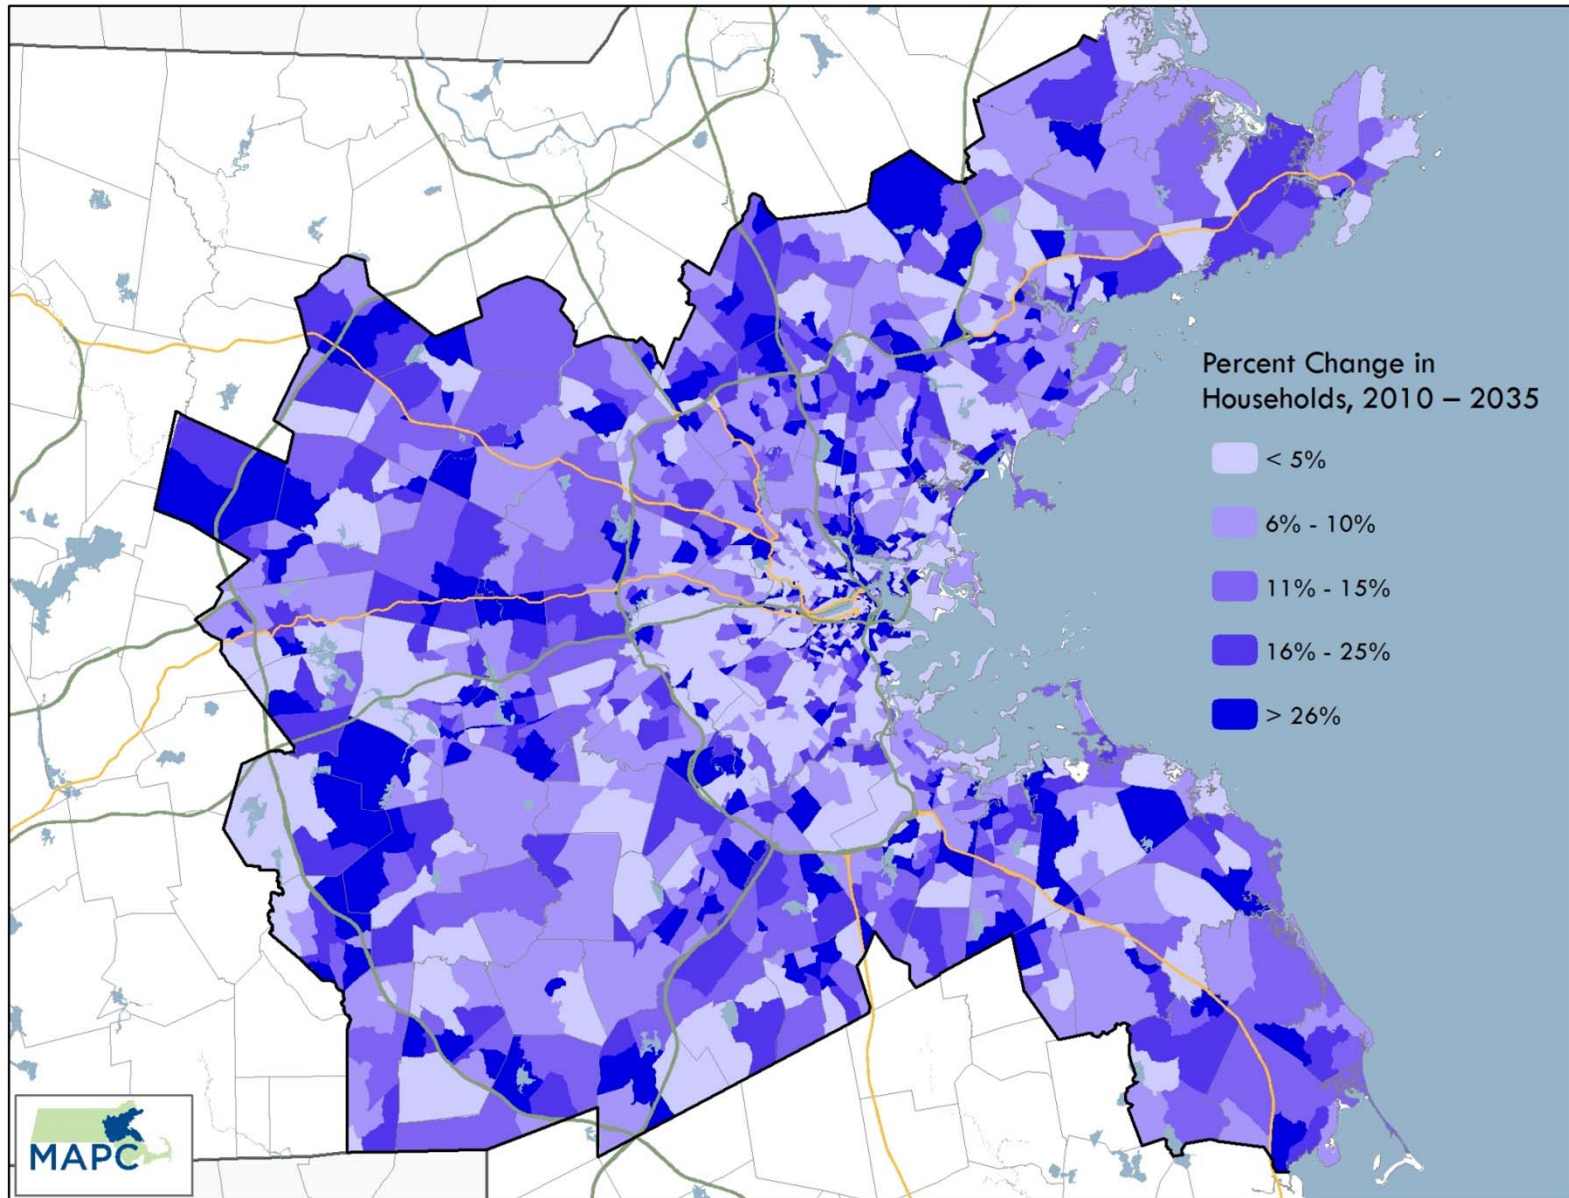 Percent Change in
Households, 2010 – 2035
< 5%
6% - 10%
11% - 15%
16% - 25%
> 26%
MAPC